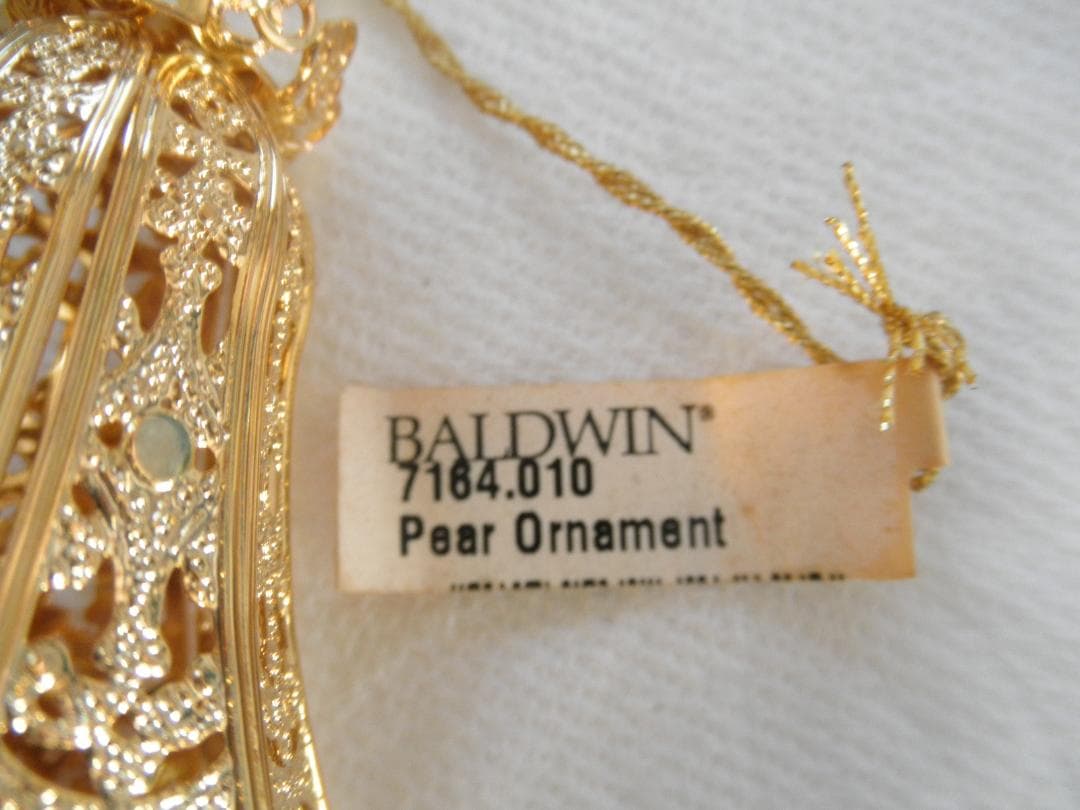 BALDWIN®
7164.010
Pear Ornament